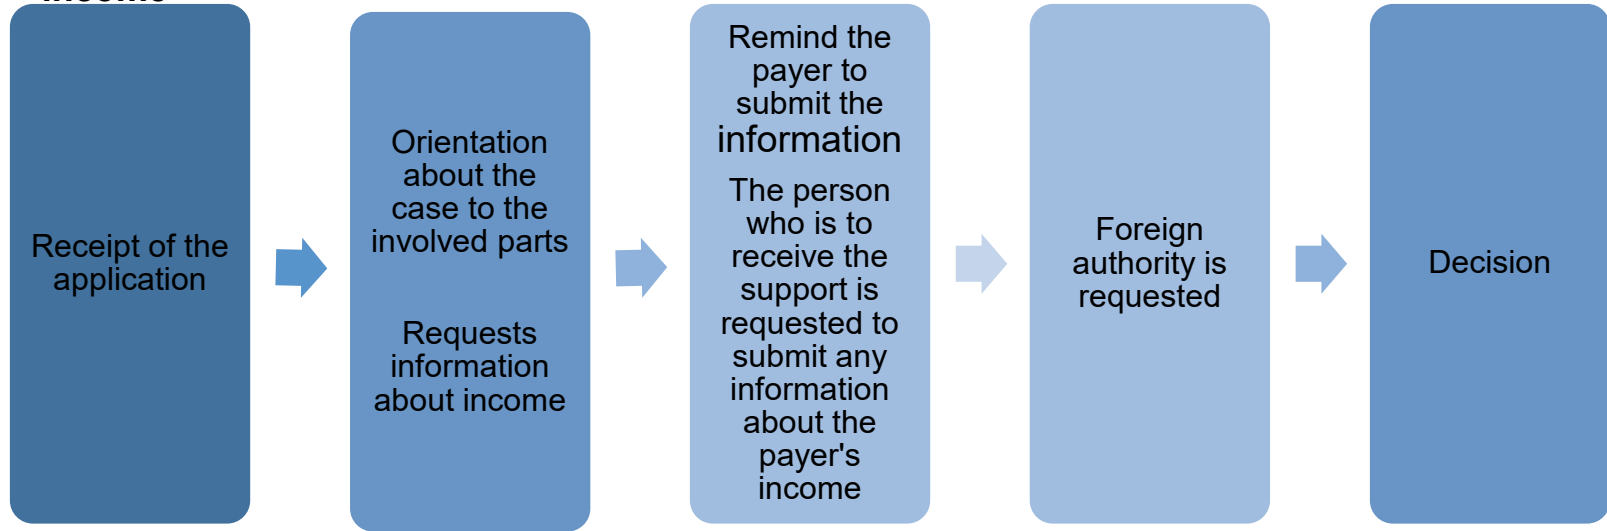 income
Receipt of the
application
Orientation
about the
case to the
involved parts
Requests
information
about income
Remind the
payer to
submit the
information
The person
who is to
receive the
support is
requested to
submit any
information
about the
payer's
income
Foreign
authority is
requested
Decision